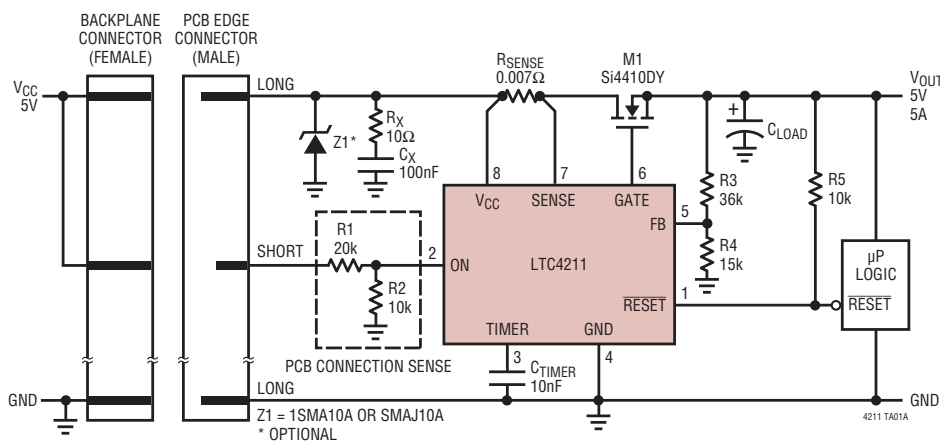 BACKPLANE
CONNECTOR
(FEMALE)
PCB EDGE
CONNECTOR
(MALE)
VCC
5V
LONG
Z1*
RX
10Ω
CX
100nF
RSENSE
0.007Ω
M1
Si4410DY
VOUT
5V
5A
+
CLOAD
8
7
6
VCC
SENSE
GATE
R3
36k
R5
10k
5
FB
R4
15k
SHORT
R1
20k
2
ON
LTC4211
R2
10k
µP
LOGIC
RESET
1
RESET
TIMER
GND
PCB CONNECTION SENSE
3
4
CTIMER
10nF
LONG
GND
GND
Z1 = 1SMA10A OR SMAJ10A
* OPTIONAL
4211 TA01A